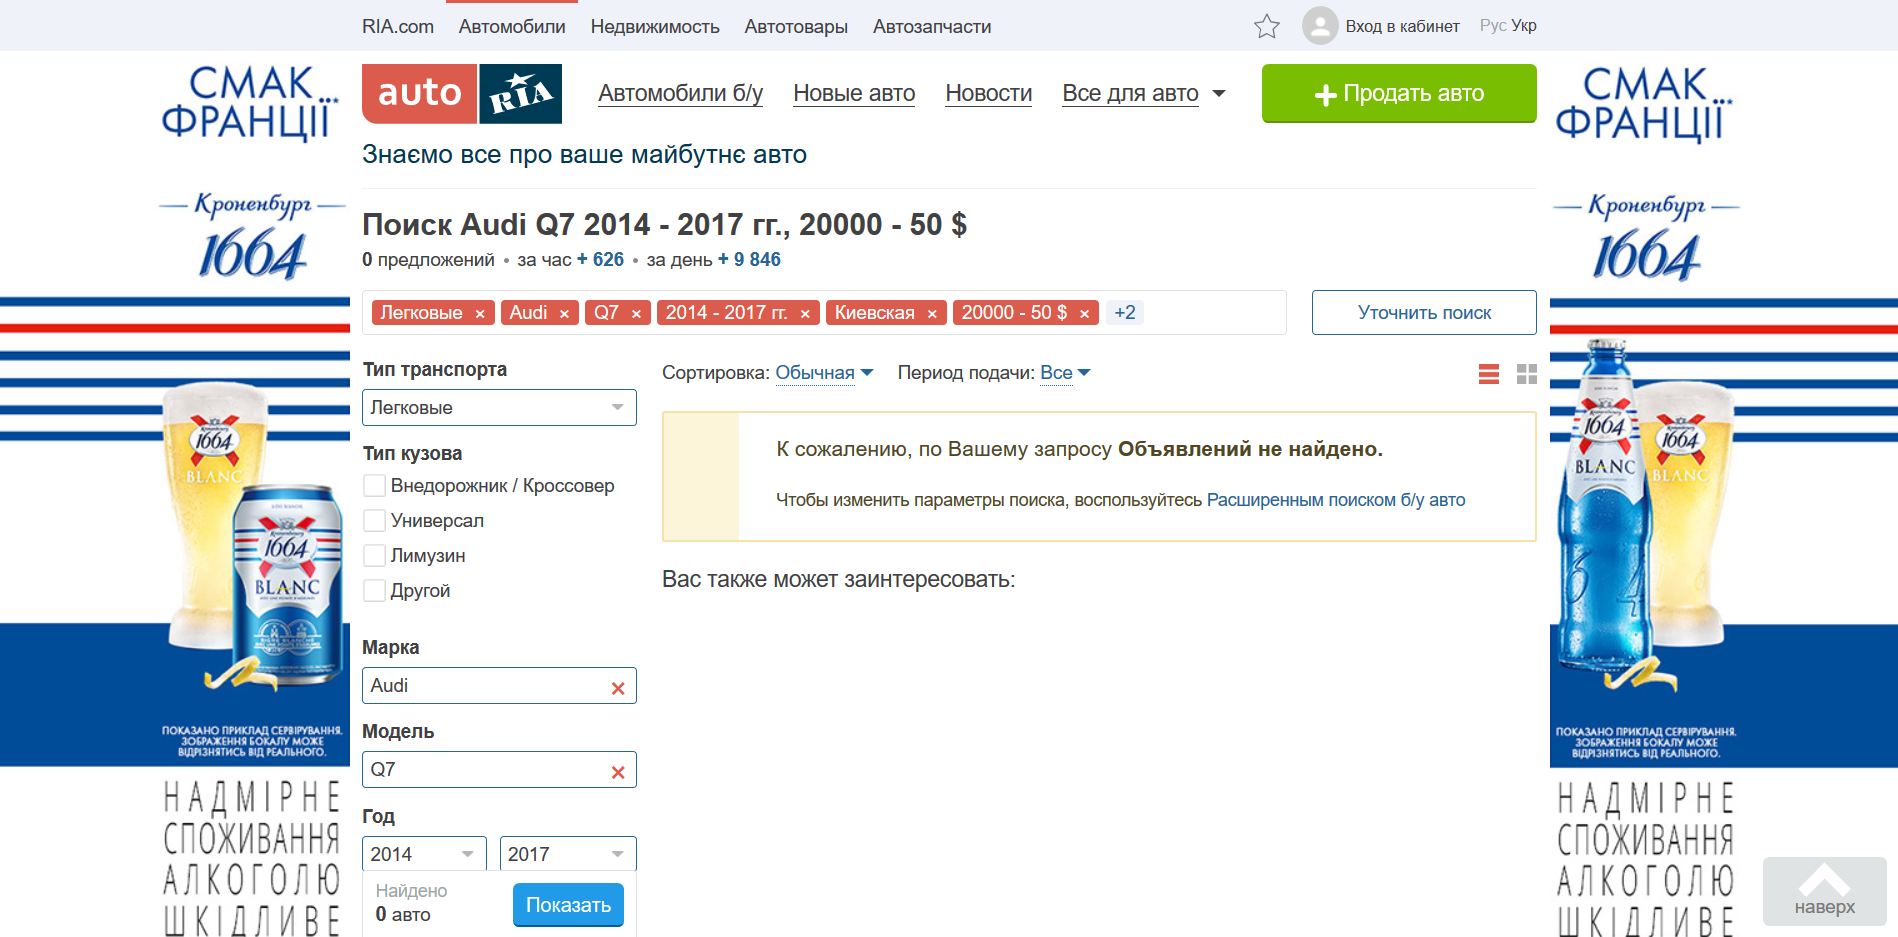 RIA.com Автомобили Недвижимость Автотовары Автозапчасти
Вход в кабинет Рус Укр
auto RIA
Автомобили б/у Новые авто Новости Все для авто
+ Продать авто
Знаємо все про ваше майбутнє авто
Поиск Audi Q7 2014 - 2017 гг., 20000 - 50 $
0 предложений • за час + 626 • за день + 9 846
Легковые × Audi × Q7 × 2014 - 2017 гг. × Киевская × 20000 - 50 $ × +2
Уточнить поиск
Тип транспорта
Легковые
Тип кузова
Внедорожник / Кроссовер
Универсал
Лимузин
Другой
Марка
Audi
Модель
Q7
Год
2014 2017
Найдено
0 авто
Показать
Сортировка: Обычная Период подачи: Все
К сожалению, по Вашему запросу Объявлений не найдено.
Чтобы изменить параметры поиска, воспользуйтесь Расширенным поиском б/у авто
Вас также может заинтересовать:
СМАК
ФРАНЦІЇ...
Кроненбург
1664
1664
BLANC
Kronenbourg
1664
BLANC
ПОКАЗАНО ПРИКЛАД СЕРВІРУВАННЯ.
ЗОБРАЖЕННЯ БОКАЛУ МОЖЕ
ВІДРІЗНЯТИСЬ ВІД РЕАЛЬНОГО.
НАДМІРНЕ
СПОЖИВАННЯ
АЛКОГОЛЮ
ШКІДЛИВЕ
СМАК
ФРАНЦІЇ...
Кроненбург
1664
Kronenbourg
1664
BLANC
1664
BLANC
ПОКАЗАНО ПРИКЛАД СЕРВІРУВАННЯ.
ЗОБРАЖЕННЯ БОКАЛУ МОЖЕ
ВІДРІЗНЯТИСЬ ВІД РЕАЛЬНОГО.
НАДМІРНЕ
СПОЖИВАННЯ
АЛКОГОЛЮ
ШКІДЛИВЕ
наверх